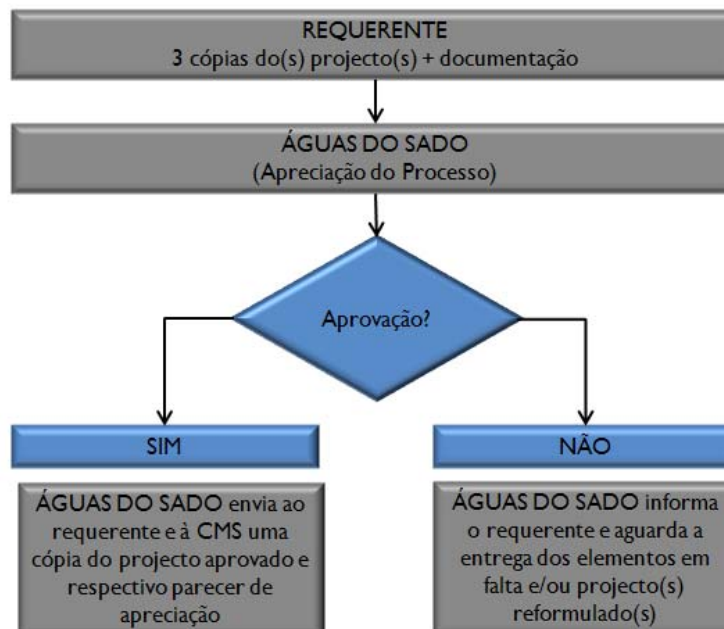 REQUERENTE
3 cópias do(s) projecto(s) + documentação
ÁGUAS DO SADO
(Apreciação do Processo)
Aprovação?
SIM
ÁGUAS DO SADO envia ao
requerente e à CMS uma
cópia do projecto aprovado e
respectivo parecer de
apreciação
NÃO
ÁGUAS DO SADO informa
o requerente e aguarda a
entrega dos elementos em
falta e/ou projecto(s)
reformulado(s)